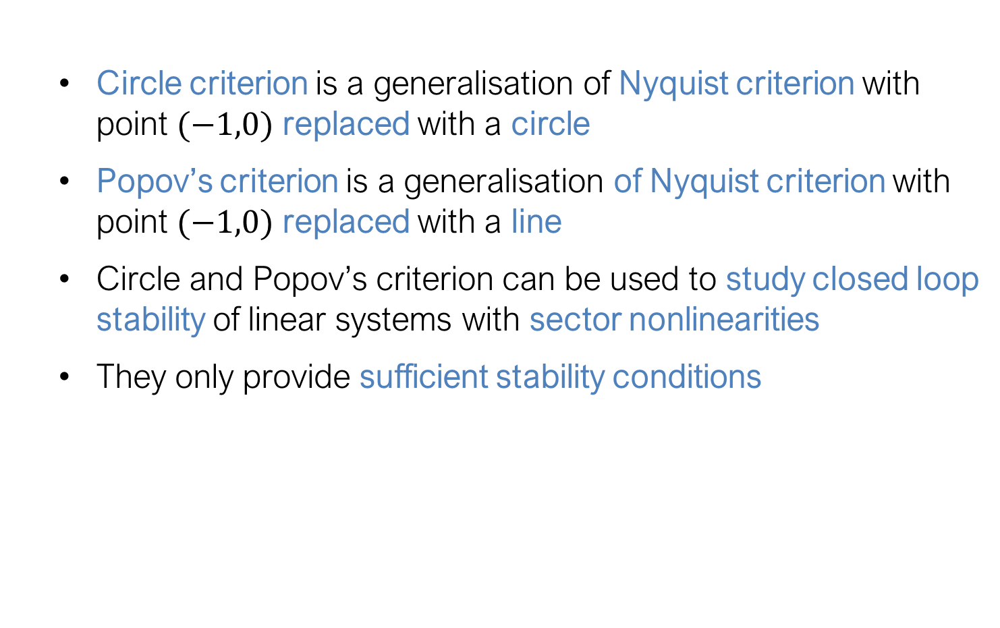 • Circle criterion is a generalisation of Nyquist criterion with
point (−1,0) replaced with a circle
• Popov’s criterion is a generalisation of Nyquist criterion with
point (−1,0) replaced with a line
• Circle and Popov’s criterion can be used to study closed loop
stability of linear systems with sector nonlinearities
• They only provide sufficient stability conditions